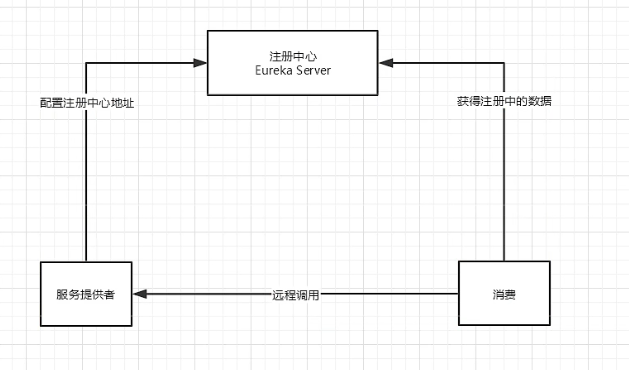 注册中心
Eureka Server
配置注册中心地址
获得注册中的数据
服务提供者
远程调用
消费